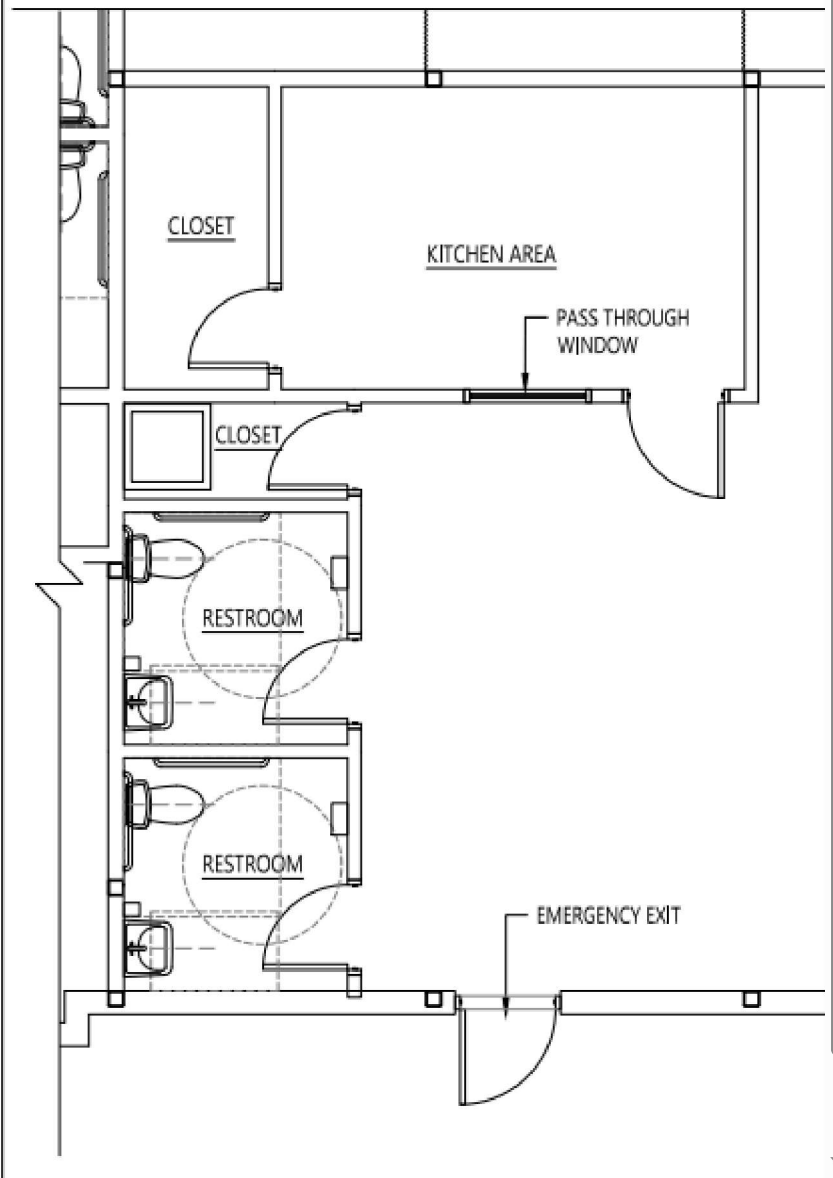 CLOSET
KITCHEN AREA
PASS THROUGH
WINDOW
CLOSET
RESTROOM
RESTROOM
EMERGENCY EXIT